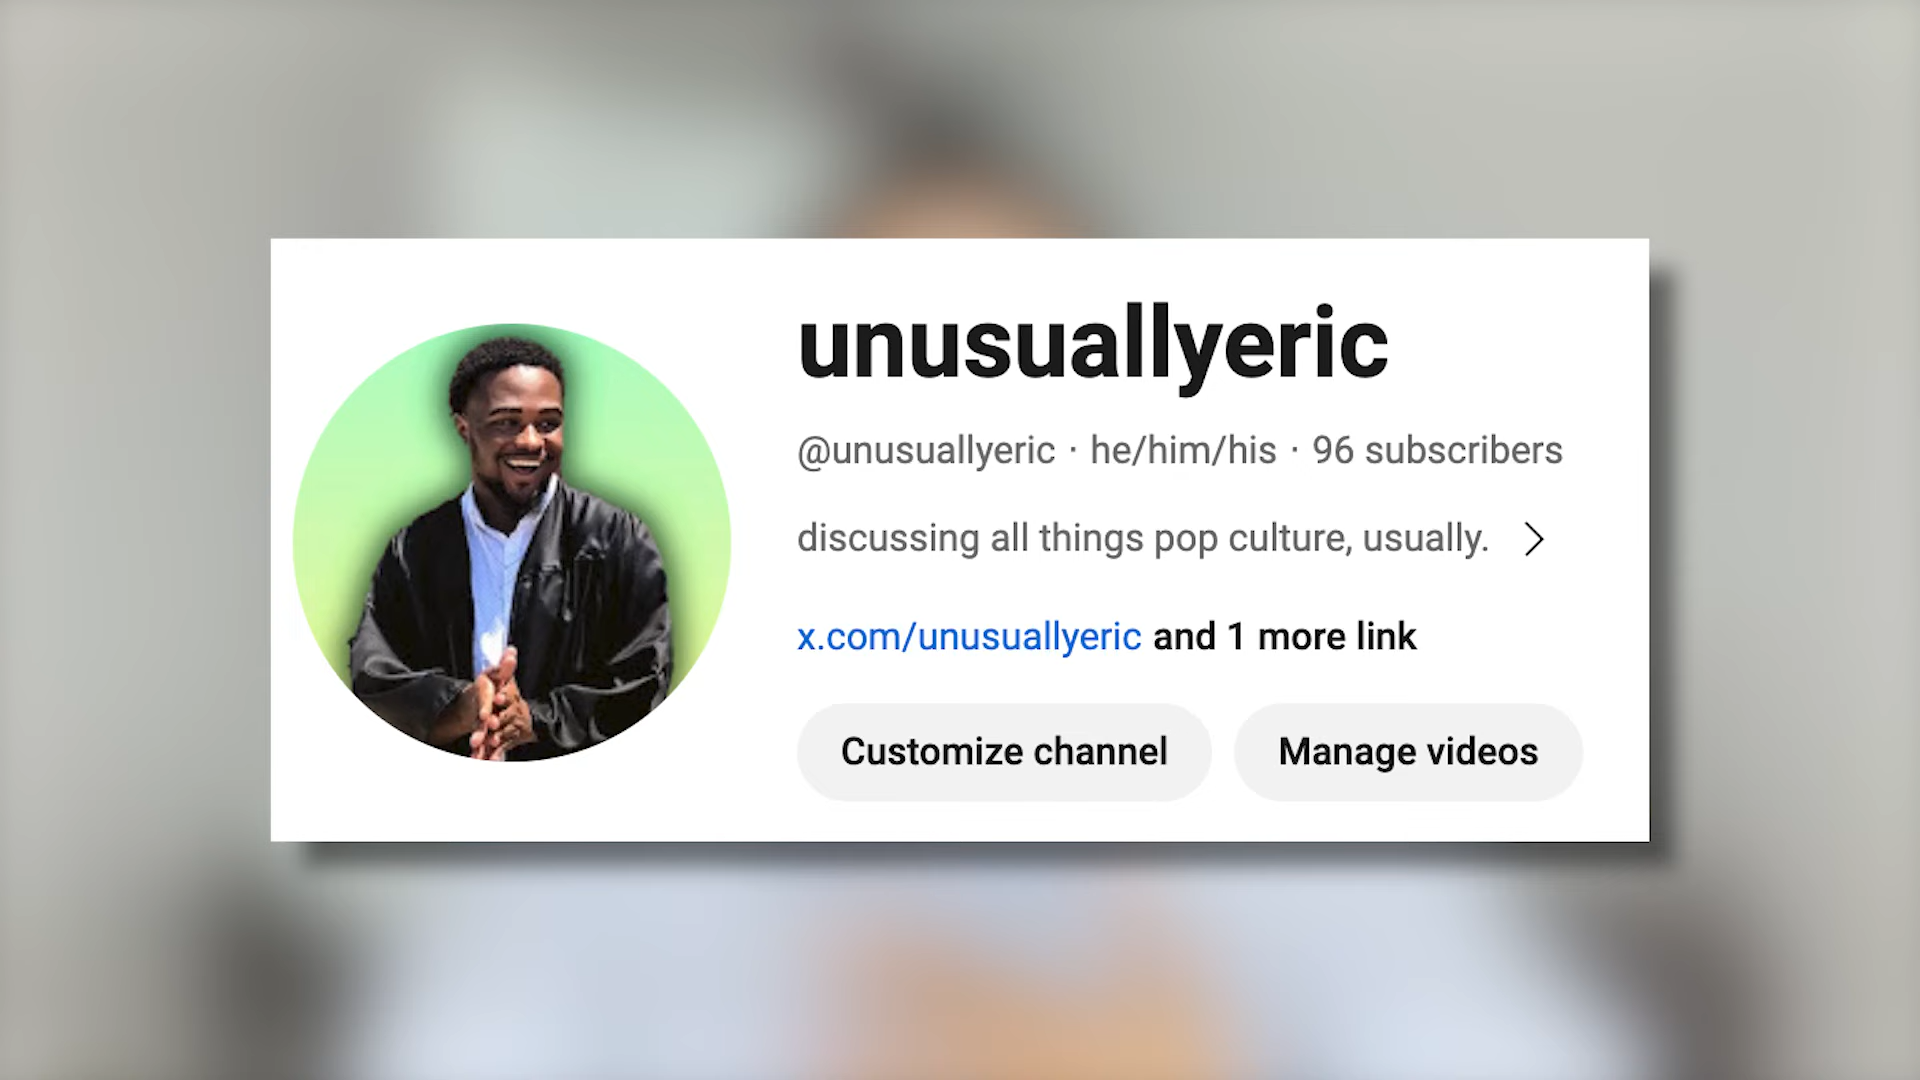 unusuallyeric
@unusuallyeric · he/him/his · 96 subscribers
discussing all things pop culture, usually.
x.com/unusuallyeric and 1 more link
Customize channel Manage videos